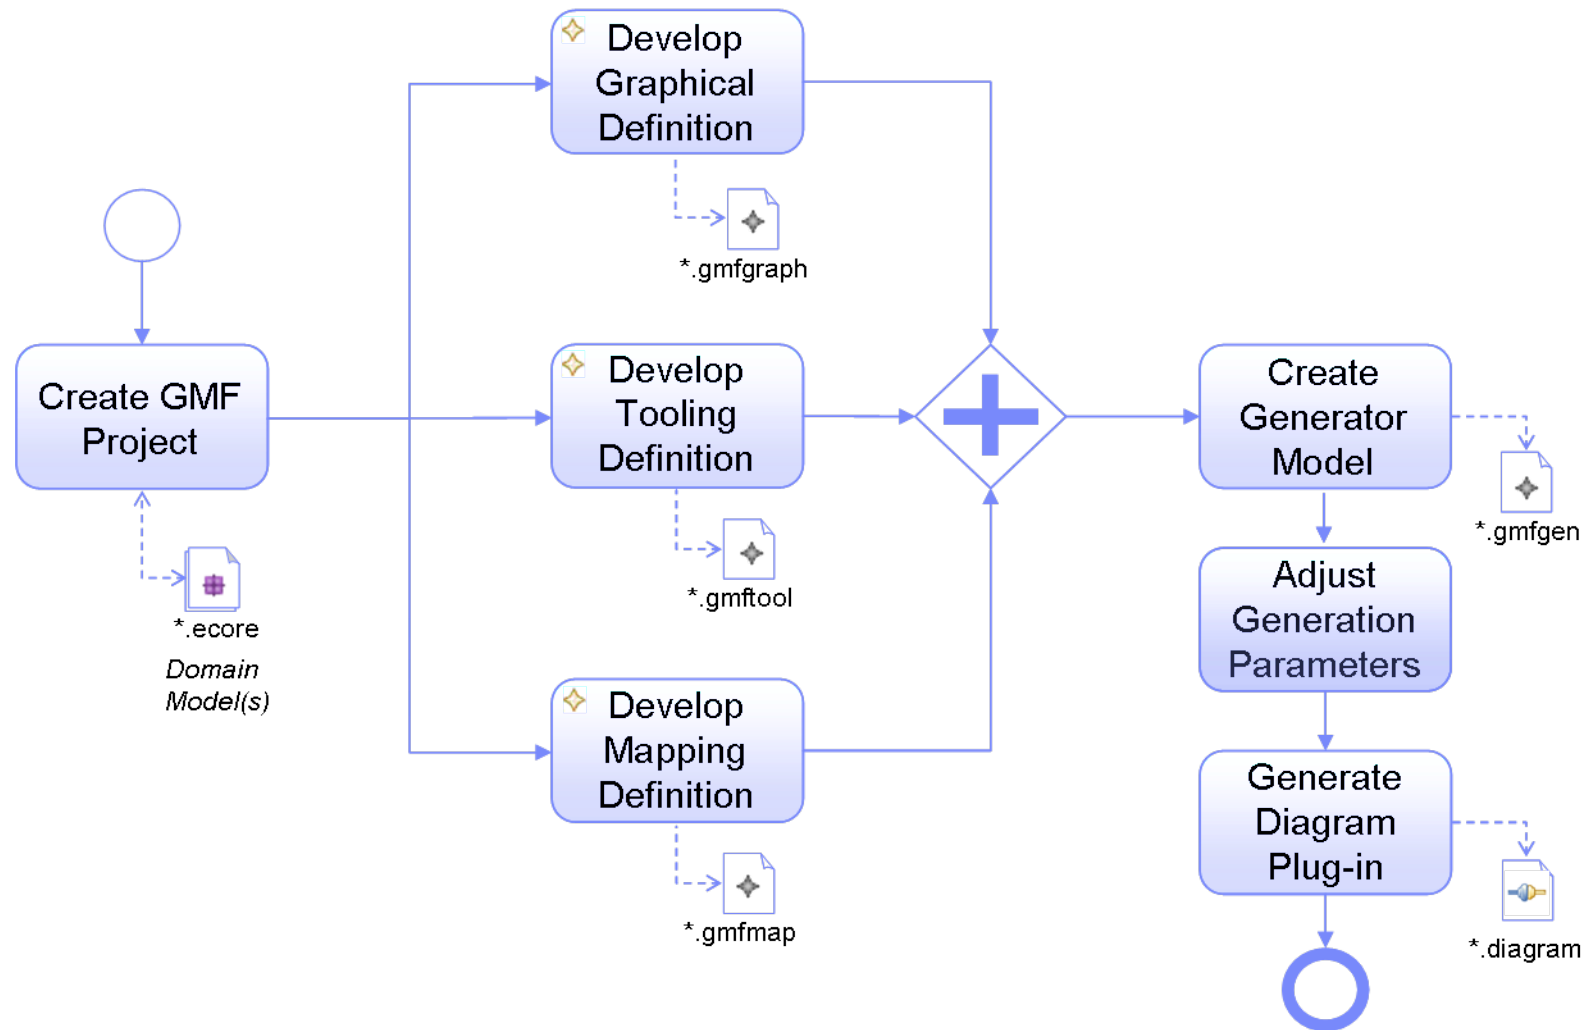 Develop
Graphical
Definition
*.gmfgraph
Create GMF
Project
*.ecore
Domain
Model(s)
Develop
Tooling
Definition
*.gmftool
Develop
Mapping
Definition
*.gmfmap
Create
Generator
Model
*.gmfgen
Adjust
Generation
Parameters
Generate
Diagram
Plug-in
*.diagram